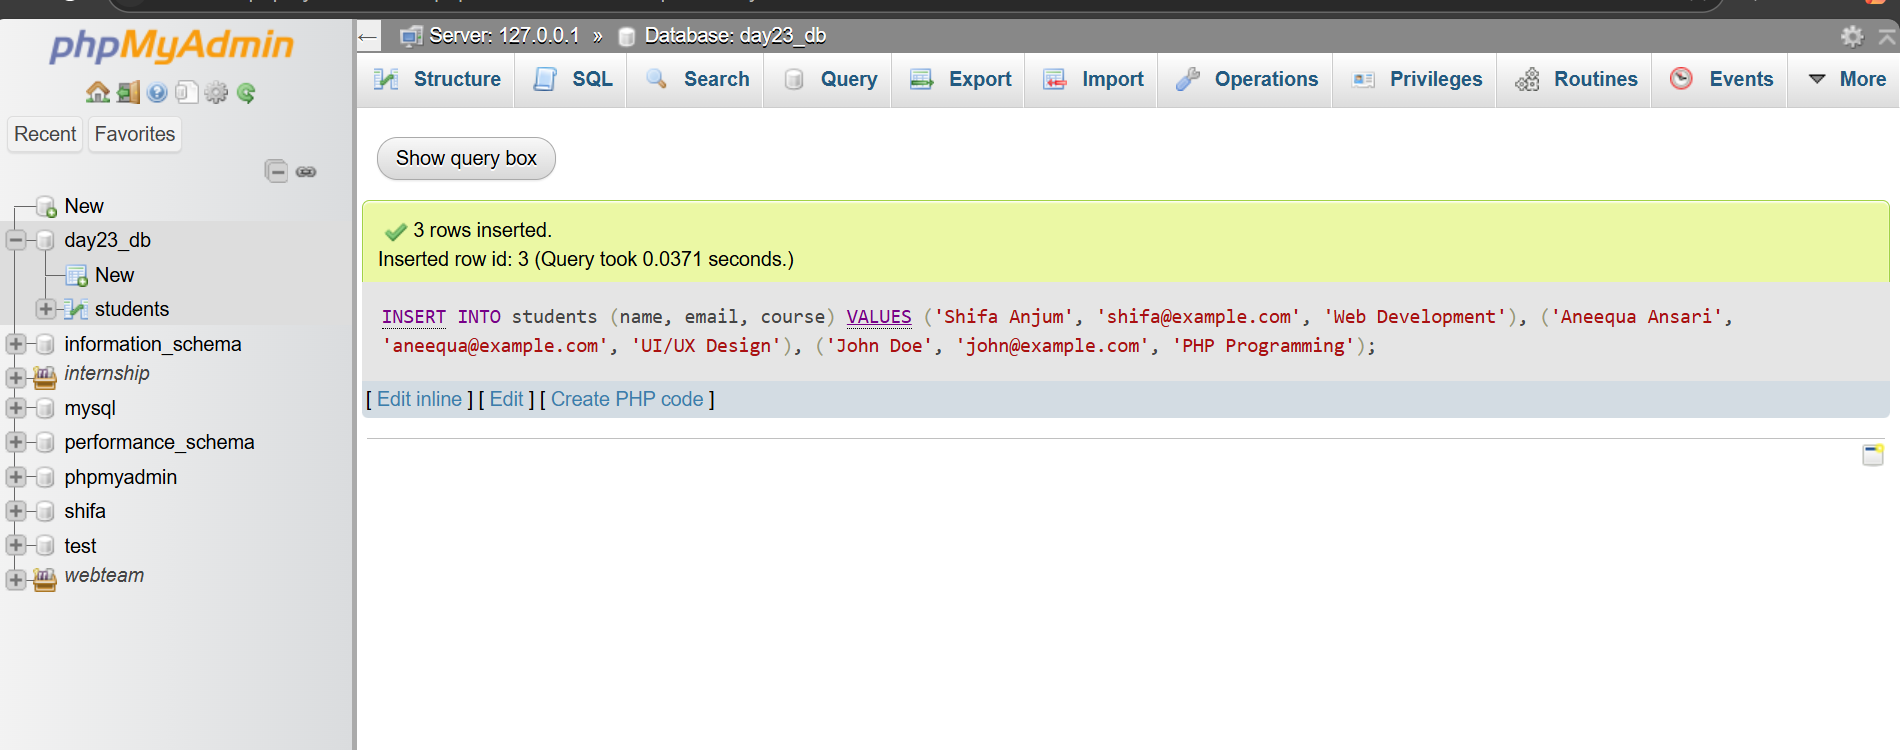 phpMyAdmin
Recent
Favorites
New
day23_db
New
students
information_schema
internship
mysql
performance_schema
phpmyadmin
shifa
test
webteam
← Server: 127.0.0.1 » Database: day23_db
Structure SQL Search Query Export Import Operations Privileges Routines Events More
Show query box
3 rows inserted.
Inserted row id: 3 (Query took 0.0371 seconds.)
INSERT INTO students (name, email, course) VALUES ('Shifa Anjum', 'shifa@example.com', 'Web Development'), ('Aneequa Ansari',
'aneequa@example.com', 'UI/UX Design'), ('John Doe', 'john@example.com', 'PHP Programming');
[ Edit inline ] [ Edit ] [ Create PHP code ]